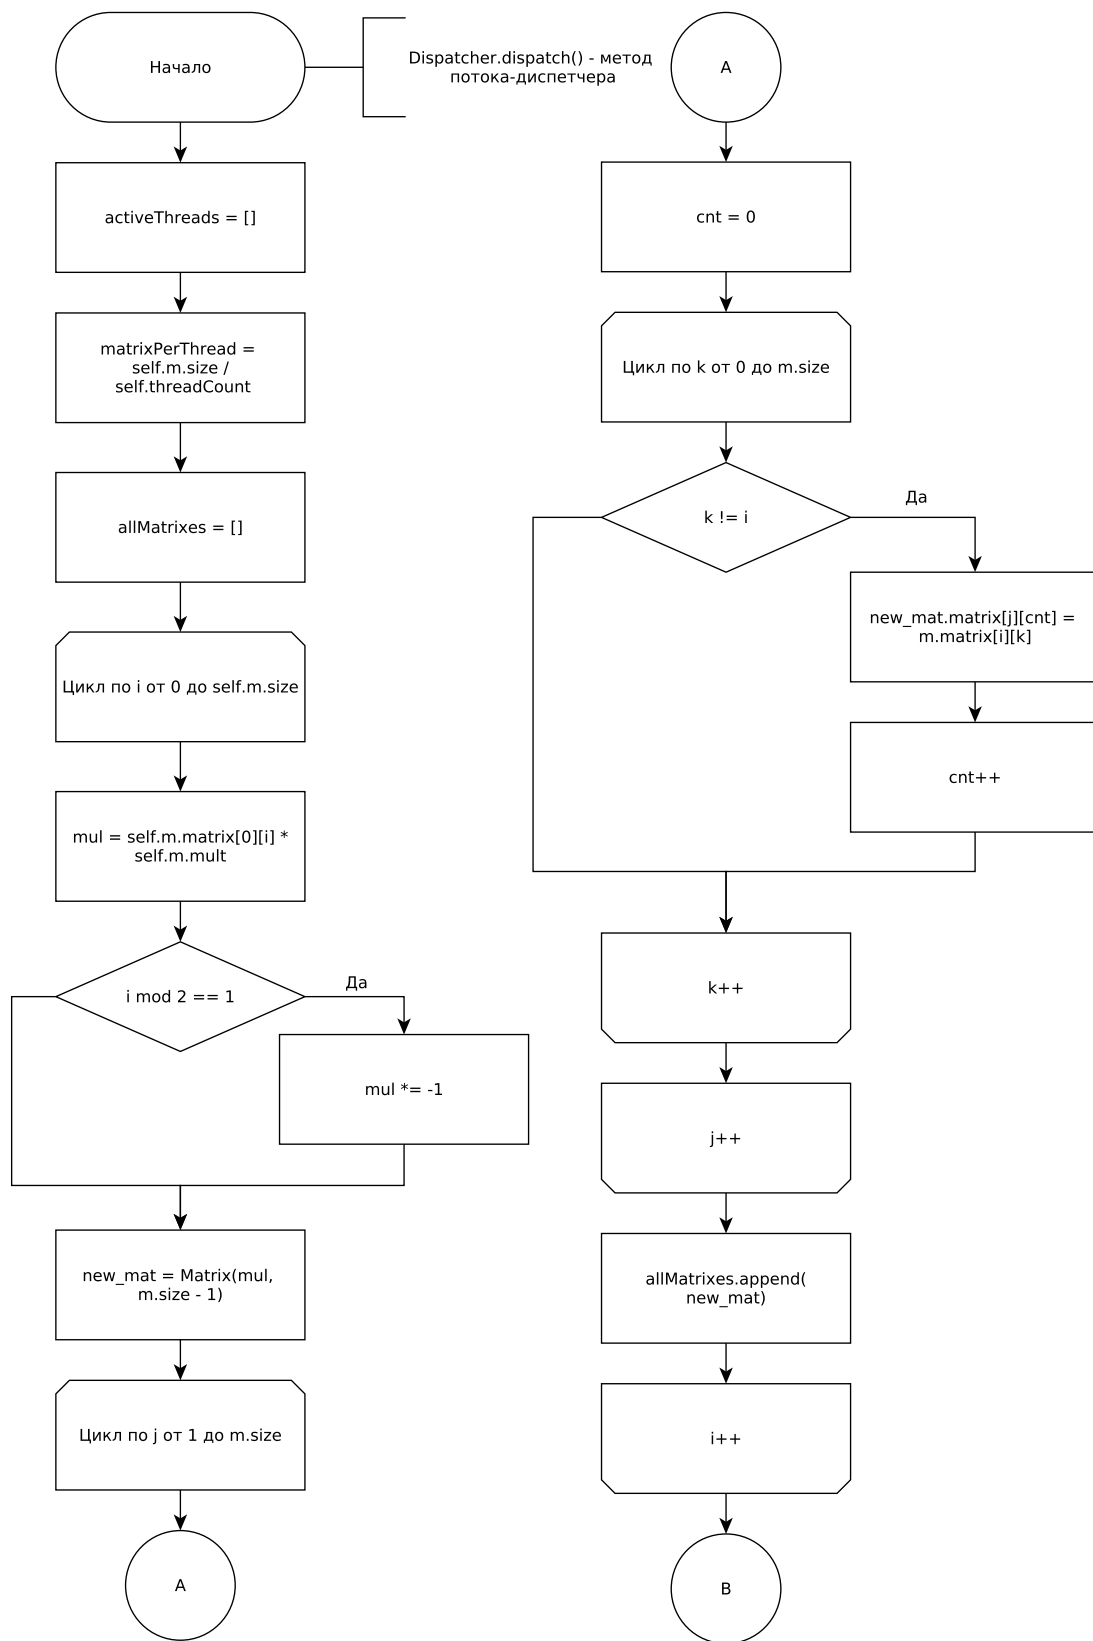 Начало
Dispatcher.dispatch() - метод
потока-диспетчера
activeThreads = []
matrixPerThread =
self.m.size /
self.threadCount
allMatrixes = []
Цикл по i от 0 до self.m.size
mul = self.m.matrix[0][i] *
self.m.mult
i mod 2 == 1
Да
mul *= -1
new_mat = Matrix(mul,
m.size - 1)
Цикл по j от 1 до m.size
A
A
cnt = 0
Цикл по k от 0 до m.size
k != i
Да
new_mat.matrix[j][cnt] =
m.matrix[i][k]
cnt++
k++
j++
allMatrixes.append(
new_mat)
i++
B